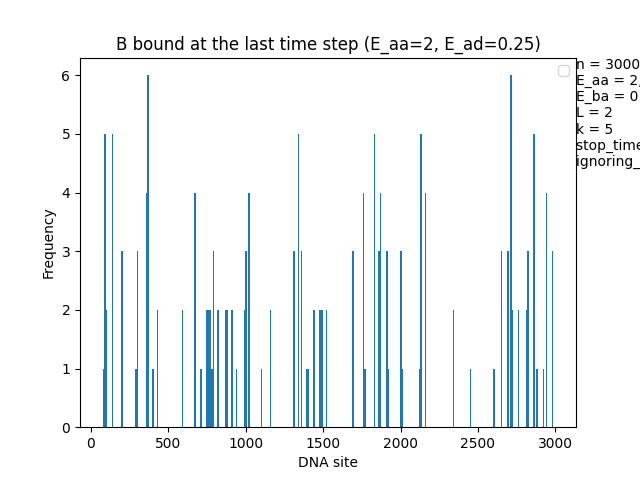 B bound at the last time step (E_aa=2, E_ad=0.25)
n = 3000
E_aa = 2,
E_ba = 0
L = 2
k = 5
stop_time
ignoring_
Frequency
6
5
4
3
2
1
0
0 500 1000 1500 2000 2500 3000
DNA site